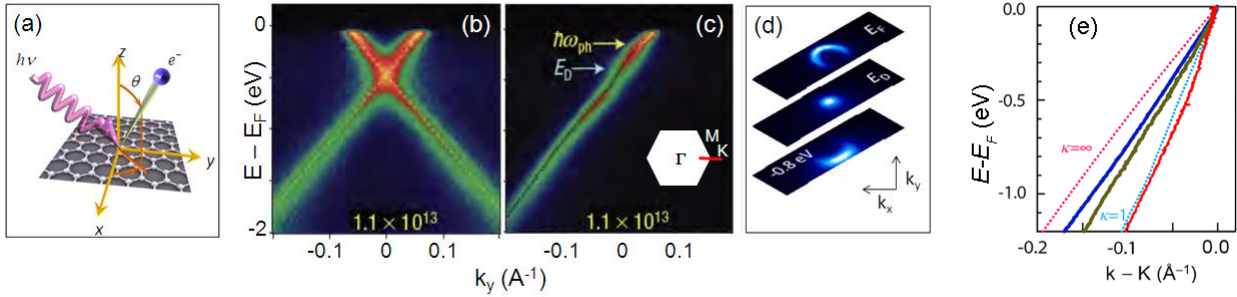 (a)
z
e⁻
hν
θ
y
x
(b)
0
E − E_F (eV)
-2
1.1 × 10¹³
-0.1
0
0.1
k_y (A⁻¹)
(c)
ħω_ph
E_D
M
K
Γ
1.1 × 10¹³
-0.1
0
0.1
(d)
E_F
E_D
-0.8 eV
k_y
k_x
(e)
0.0
-0.5
-1.0
E-E_F (eV)
κ=∞
κ=1
-0.2
-0.1
0.0
k − K (Å⁻¹)